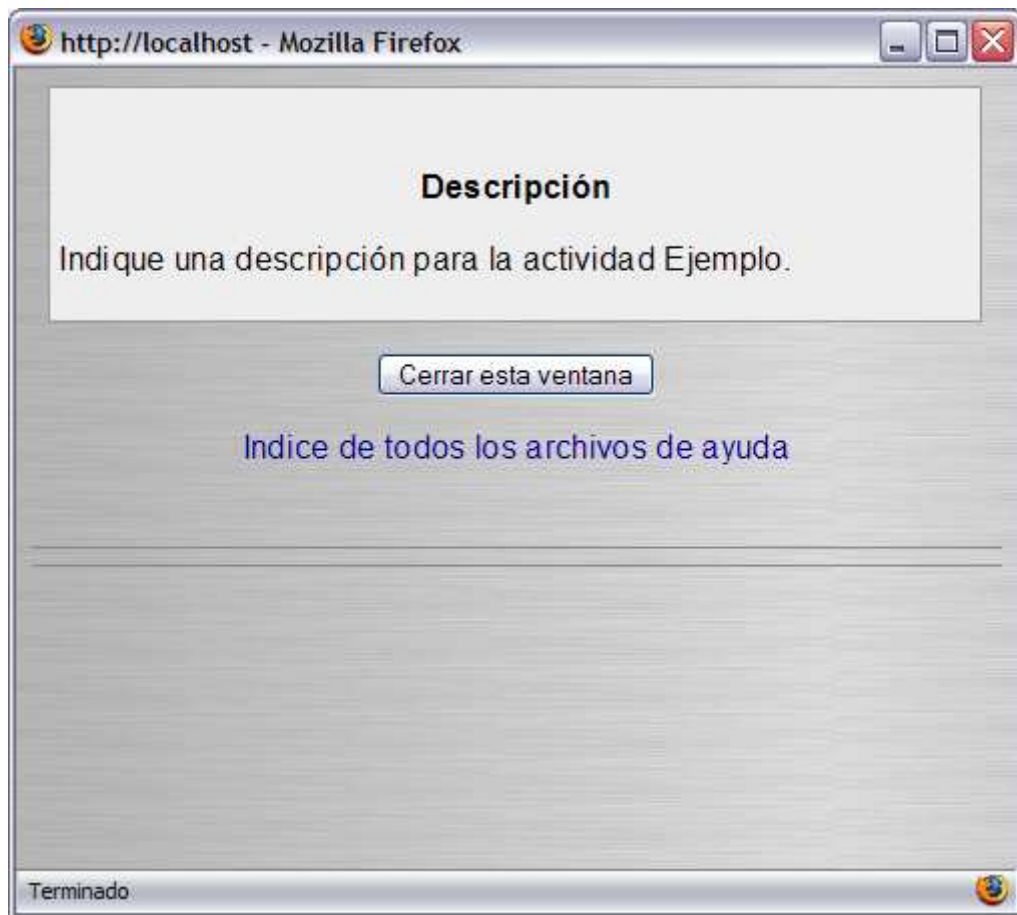 http://localhost - Mozilla Firefox
Descripción
Indique una descripción para la actividad Ejemplo.
Cerrar esta ventana
Indice de todos los archivos de ayuda
Terminado